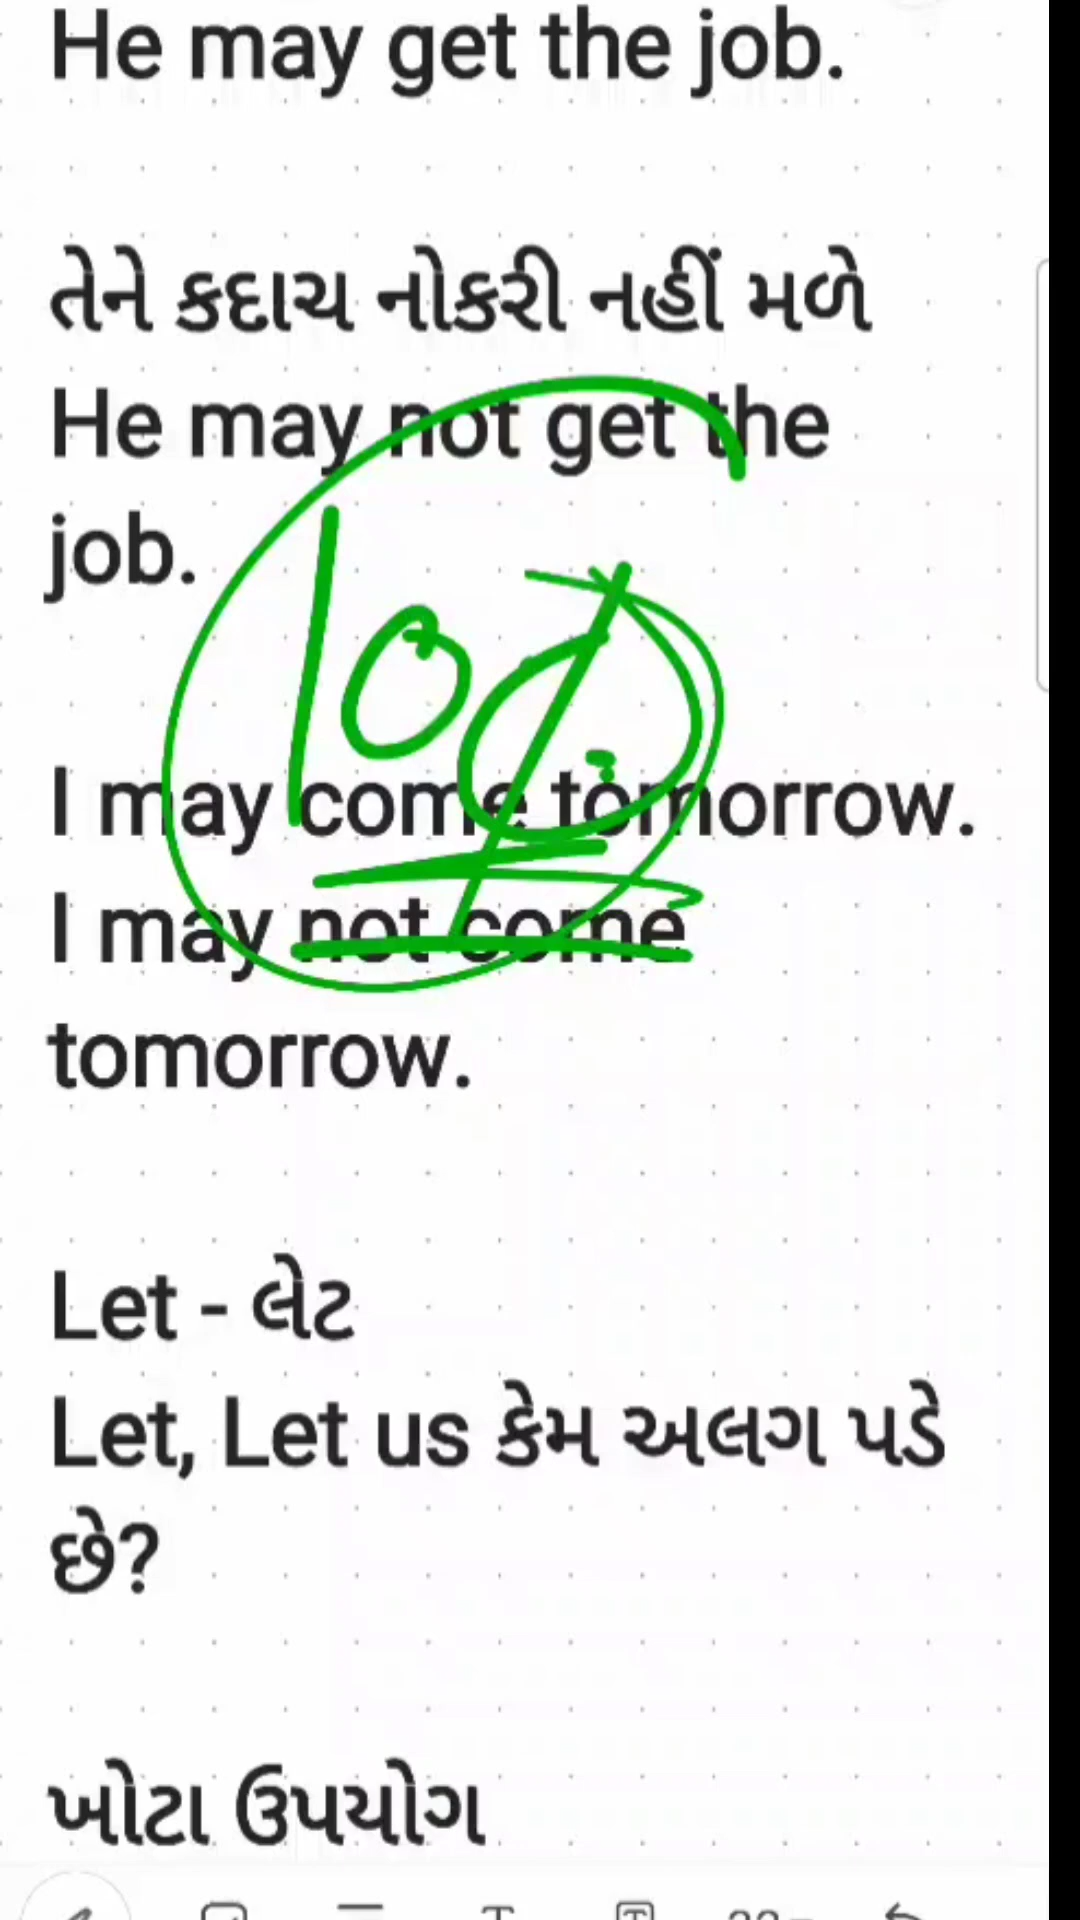 He may get the job.
તેને કદાચ નોકરી નહીં મળે
He may not get the
job.
I may come tomorrow.
I may not come
tomorrow.
Let - લેટ
Let, Let us કેમ અલગ પડે
છે?
ખોટા ઉપયોગ